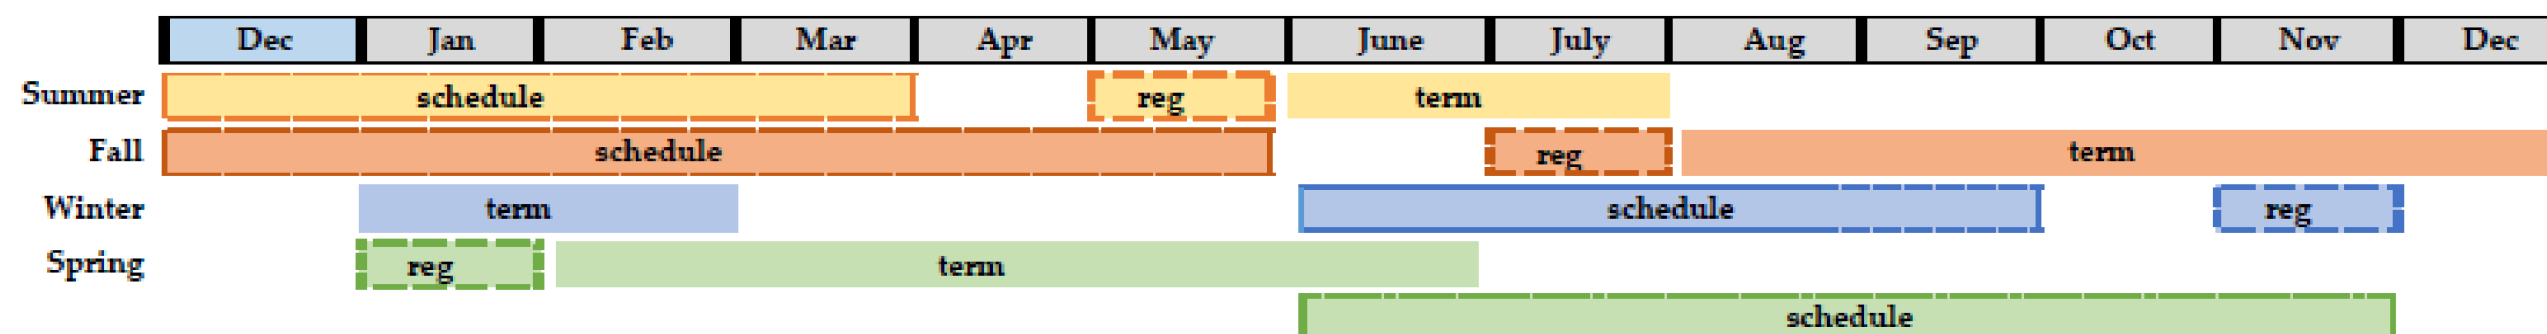 Dec Jan Feb Mar Apr May June July Aug Sep Oct Nov Dec
Summer schedule reg term
Fall schedule reg term
Winter term schedule reg
Spring reg term
schedule